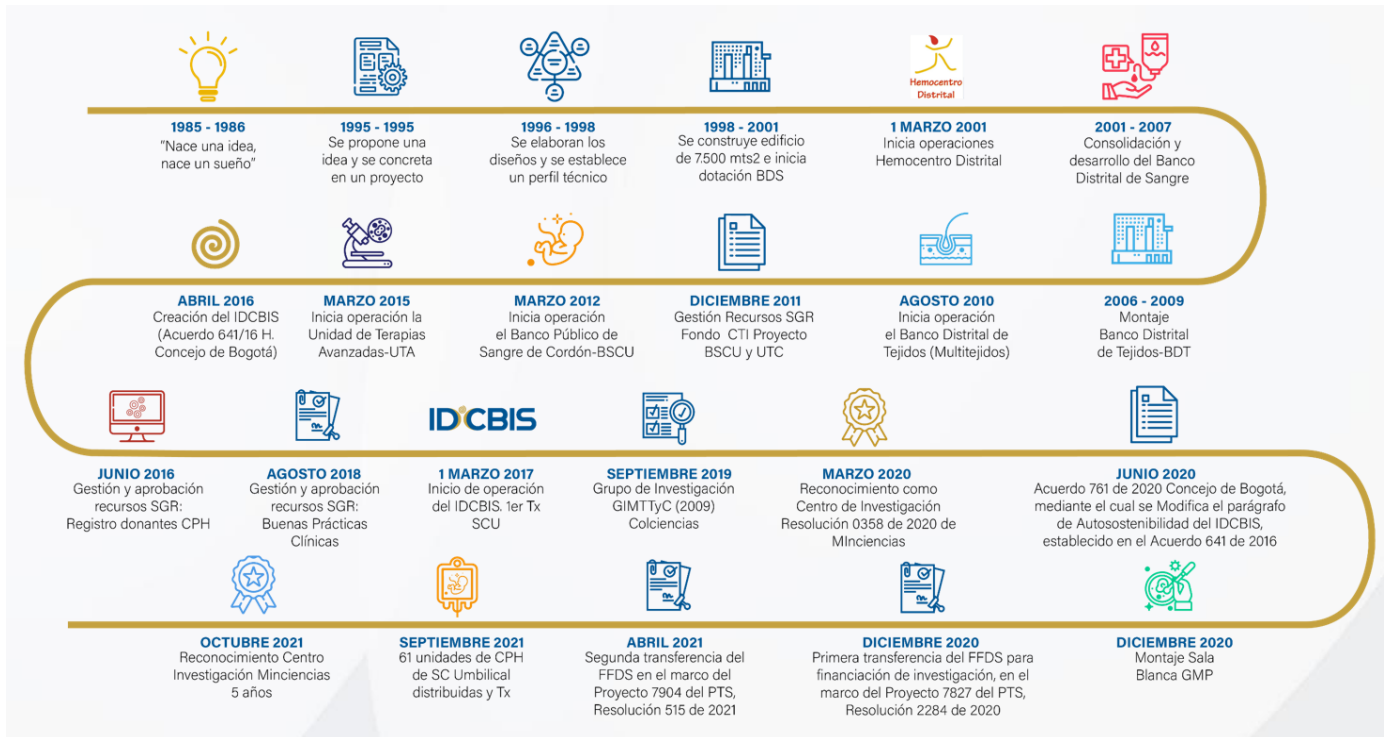 1985 - 1986
"Nace una idea,
nace un sueño"
1995 - 1995
Se propone una
idea y se concreta
en un proyecto
1996 - 1998
Se elaboran los
diseños y se establece
un perfil técnico
1998 - 2001
Se construye edificio
de 7.500 mts2 e inicia
dotación BDS
Hemocentro
Distrital
1 MARZO 2001
Inicia operaciones
Hemocentro Distrital
2001 - 2007
Consolidación y
desarrollo del Banco
Distrital de Sangre
ABRIL 2016
Creación del IDCBIS
(Acuerdo 641/16 H.
Concejo de Bogotá)
MARZO 2015
Inicia operación la
Unidad de Terapias
Avanzadas-UTA
MARZO 2012
Inicia operación
el Banco Público de
Sangre de Cordón-BSCU
DICIEMBRE 2011
Gestión Recursos SGR
Fondo CTI Proyecto
BSCU y UTC
AGOSTO 2010
Inicia operación
el Banco Distrital de
Tejidos (Multitejidos)
2006 - 2009
Montaje
Banco Distrital
de Tejidos-BDT
JUNIO 2016
Gestión y aprobación
recursos SGR:
Registro donantes CPH
AGOSTO 2018
Gestión y aprobación
recursos SGR:
Buenas Prácticas
Clínicas
IDCBIS
1 MARZO 2017
Inicio de operación
del IDCBIS. 1er Tx
SCU
SEPTIEMBRE 2019
Grupo de Investigación
GIMTTyC (2009)
Colciencias
MARZO 2020
Reconocimiento como
Centro de Investigación
Resolución 0358 de 2020 de
MInciencias
JUNIO 2020
Acuerdo 761 de 2020 Concejo de Bogotá,
mediante el cual se Modifica el parágrafo
de Autosostenibilidad del IDCBIS,
establecido en el Acuerdo 641 de 2016
OCTUBRE 2021
Reconocimiento Centro
Investigación Minciencias
5 años
SEPTIEMBRE 2021
61 unidades de CPH
de SC Umbilical
distribuidas y Tx
ABRIL 2021
Segunda transferencia del
FFDS en el marco del
Proyecto 7904 del PTS,
Resolución 515 de 2021
DICIEMBRE 2020
Primera transferencia del FFDS para
financiación de investigación, en el
marco del Proyecto 7827 del PTS,
Resolución 2284 de 2020
DICIEMBRE 2020
Montaje Sala
Blanca GMP